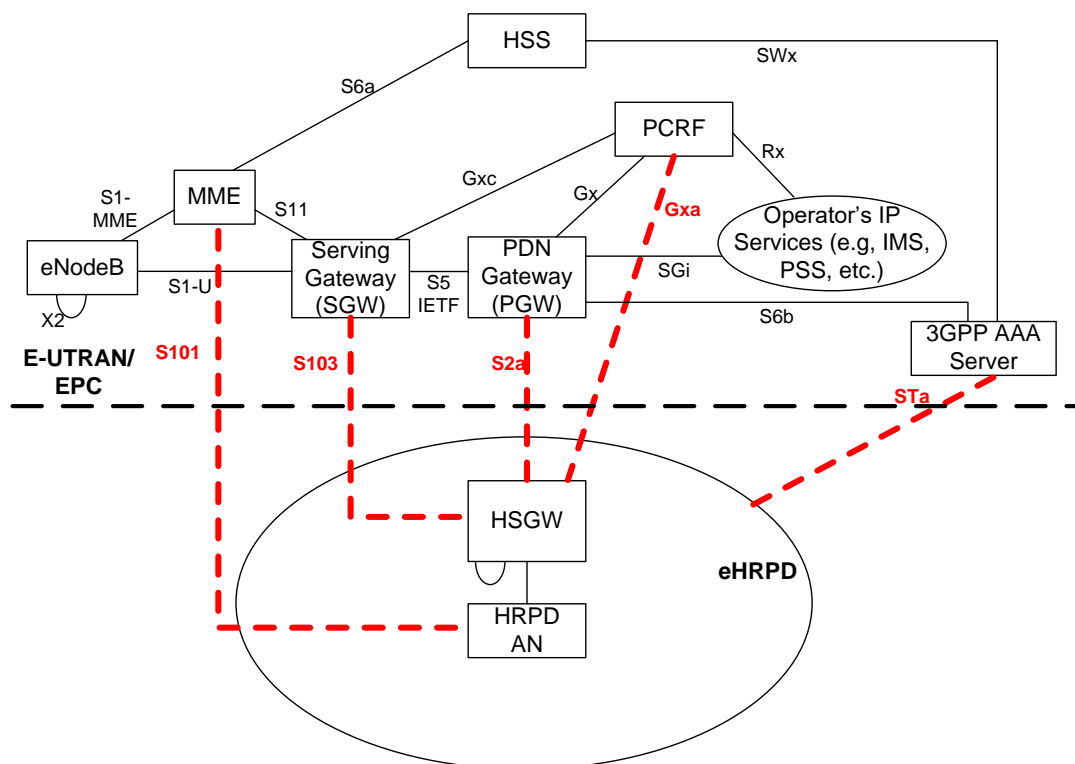 HSS
SWx
S6a
PCRF
Rx
Gxc
MME
S1-
MME
S11
Gx
Gxa
Operator's IP
Services (e.g, IMS,
PSS, etc.)
eNodeB
Serving
Gateway
(SGW)
PDN
Gateway
(PGW)
S1-U
S5
IETF
SGi
X2
S6b
3GPP AAA
Server
E-UTRAN/
EPC
S101
S103
S2a
STa
HSGW
eHRPD
HRPD
AN